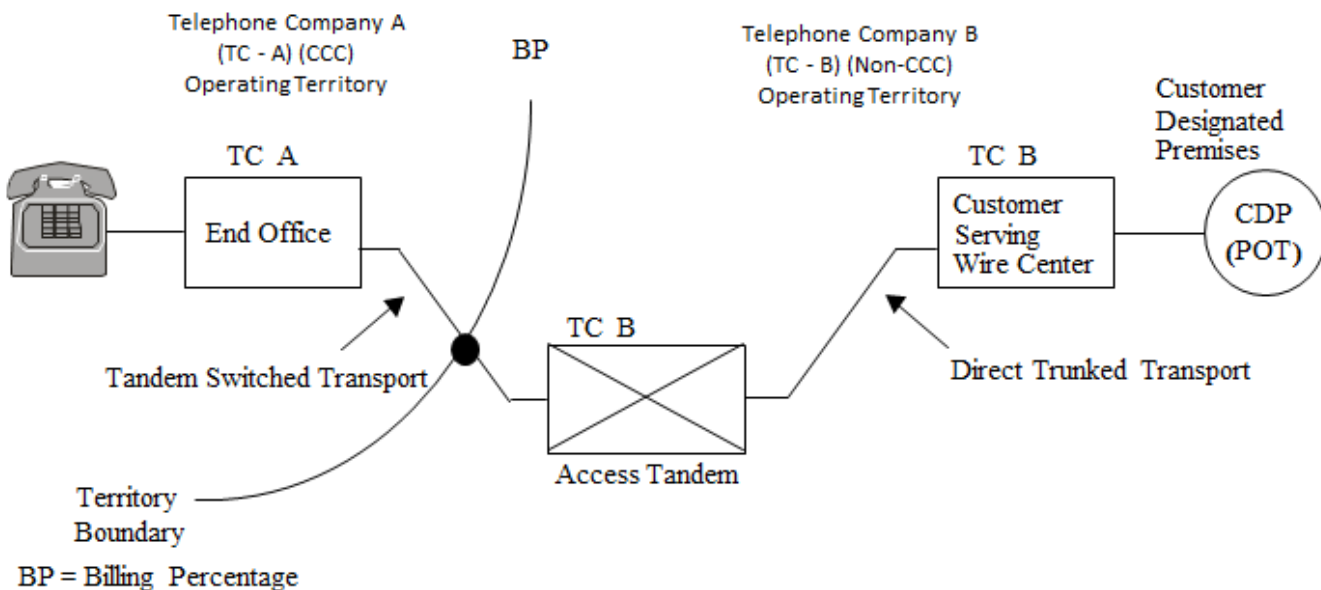 Telephone Company A
(TC - A) (CCC)
Operating Territory
BP
Telephone Company B
(TC - B) (Non-CCC)
Operating Territory
Customer
Designated
Premises
TC A
TC B
End Office
Customer
Serving
Wire Center
CDP
(POT)
TC B
Tandem Switched Transport
Direct Trunked Transport
Access Tandem
Territory
Boundary
BP = Billing Percentage